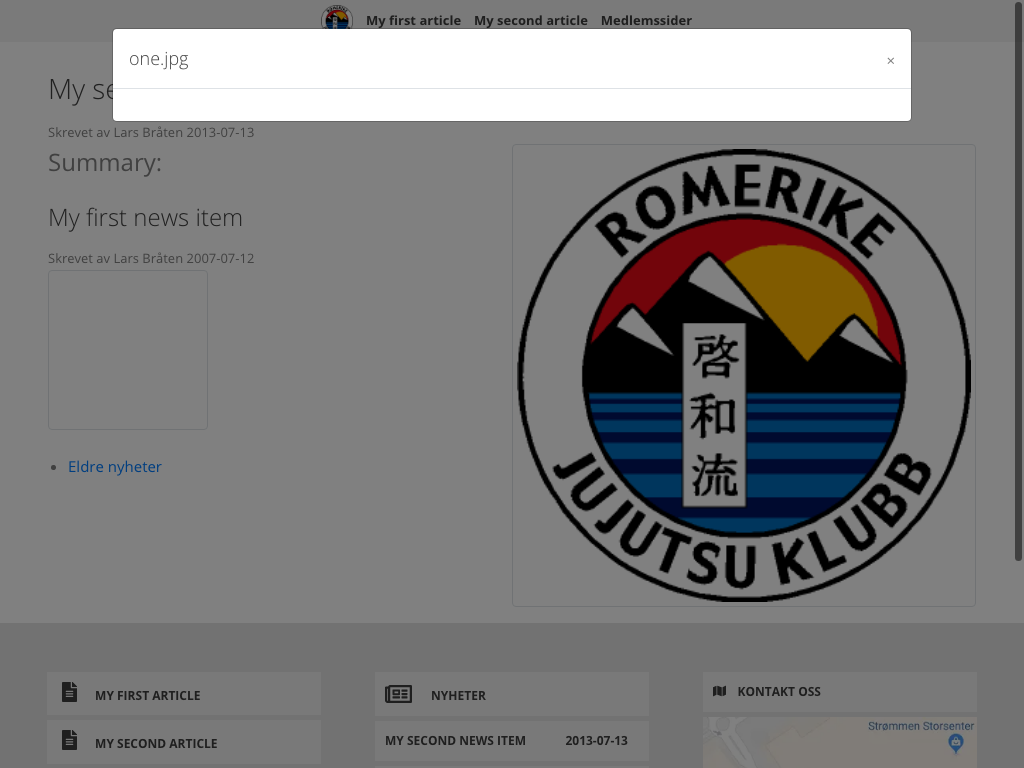 My first article My second article Medlemssider
one.jpg ×
My se
Skrevet av Lars Bråten 2013-07-13
Summary:
My first news item
Skrevet av Lars Bråten 2007-07-12
Eldre nyheter
ROMERIKE
啓
和
流
JUJUTSU KLUBB
MY FIRST ARTICLE
MY SECOND ARTICLE
NYHETER
MY SECOND NEWS ITEM 2013-07-13
KONTAKT OSS
Strømmen Storsenter